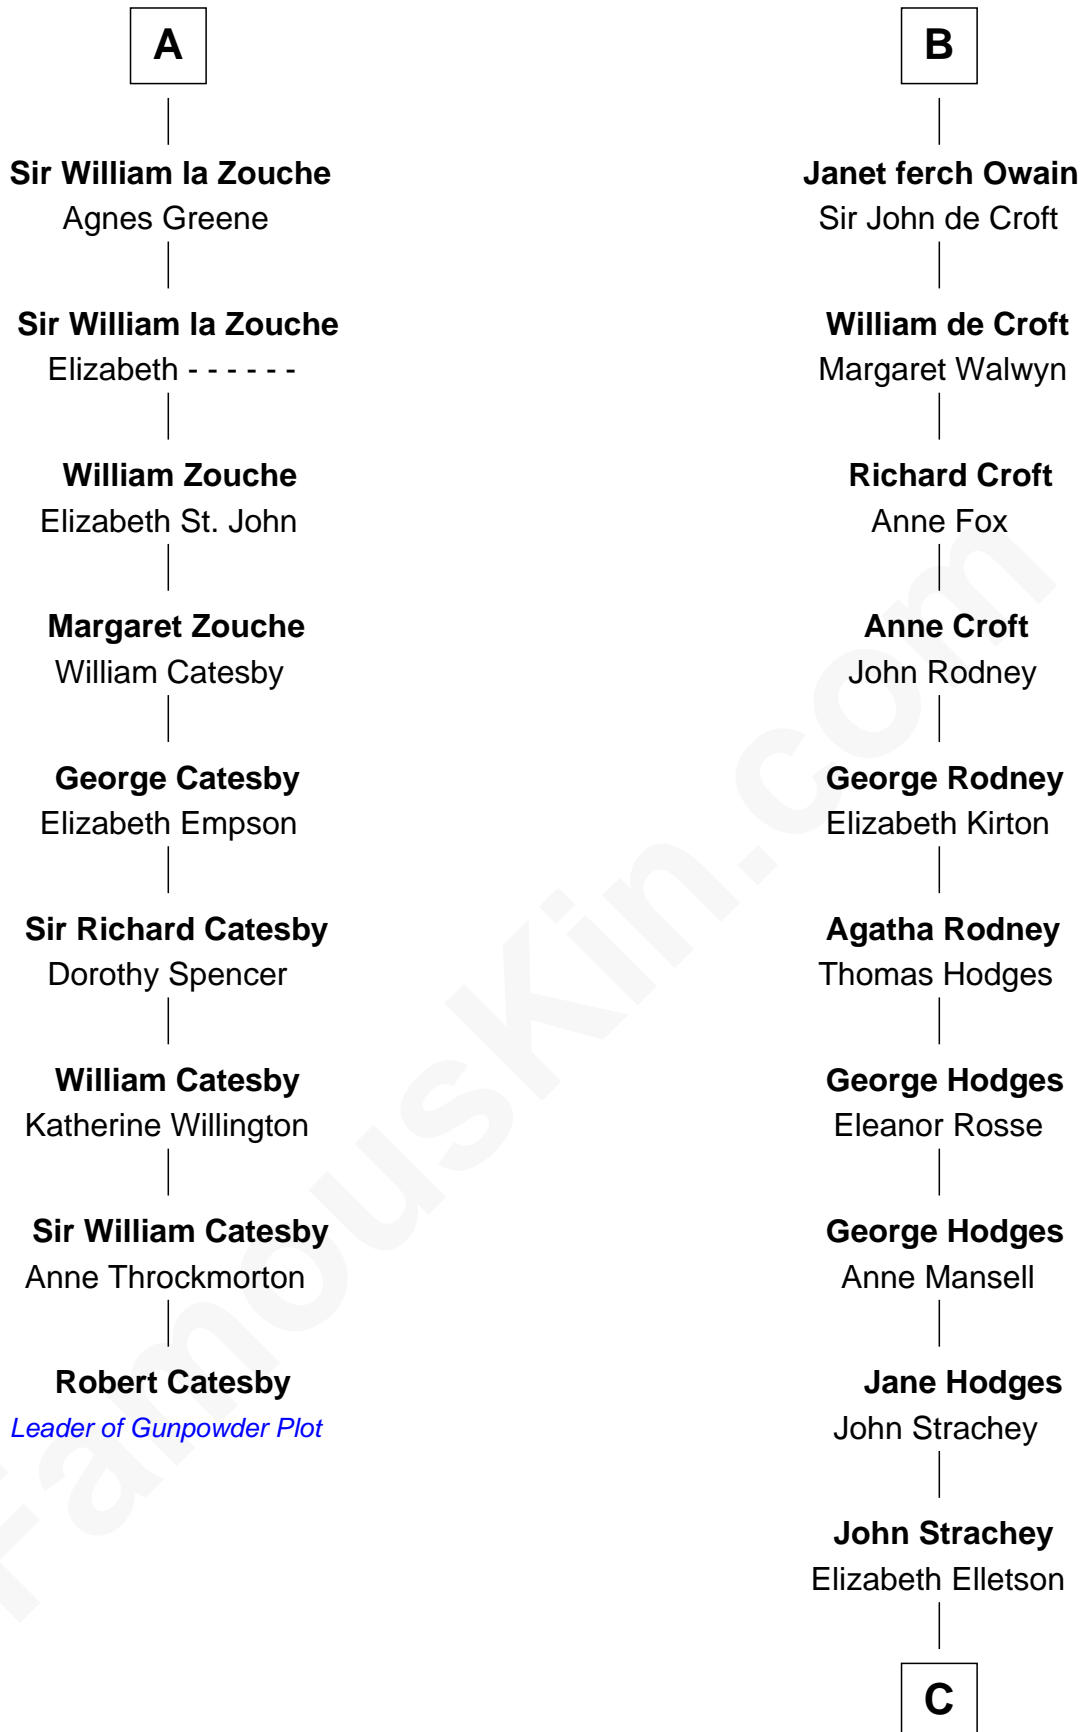 A
Sir William la Zouche
Agnes Greene
Sir William la Zouche
Elizabeth - - - - - -
William Zouche
Elizabeth St. John
Margaret Zouche
William Catesby
George Catesby
Elizabeth Empson
Sir Richard Catesby
Dorothy Spencer
William Catesby
Katherine Willington
Sir William Catesby
Anne Throckmorton
Robert Catesby
Leader of Gunpowder Plot
B
Janet ferch Owain
Sir John de Croft
William de Croft
Margaret Walwyn
Richard Croft
Anne Fox
Anne Croft
John Rodney
George Rodney
Elizabeth Kirton
Agatha Rodney
Thomas Hodges
George Hodges
Eleanor Rosse
George Hodges
Anne Mansell
Jane Hodges
John Strachey
John Strachey
Elizabeth Elletson
C
FamousKin.com